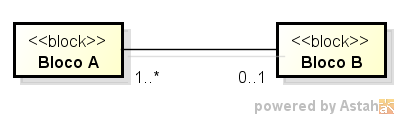 <<block>> <<block>>
Bloco A Bloco B
1..* 0..1
powered by Astah